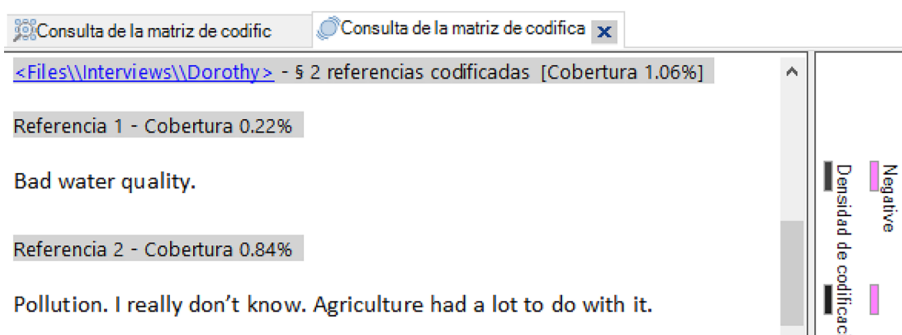 Consulta de la matriz de codific
Consulta de la matriz de codifica
<Files\\Interviews\\Dorothy> - § 2 referencias codificadas [Cobertura 1.06%]
Referencia 1 - Cobertura 0.22%
Bad water quality.
Referencia 2 - Cobertura 0.84%
Pollution. I really don’t know. Agriculture had a lot to do with it.
Densidad de codificac
Negative